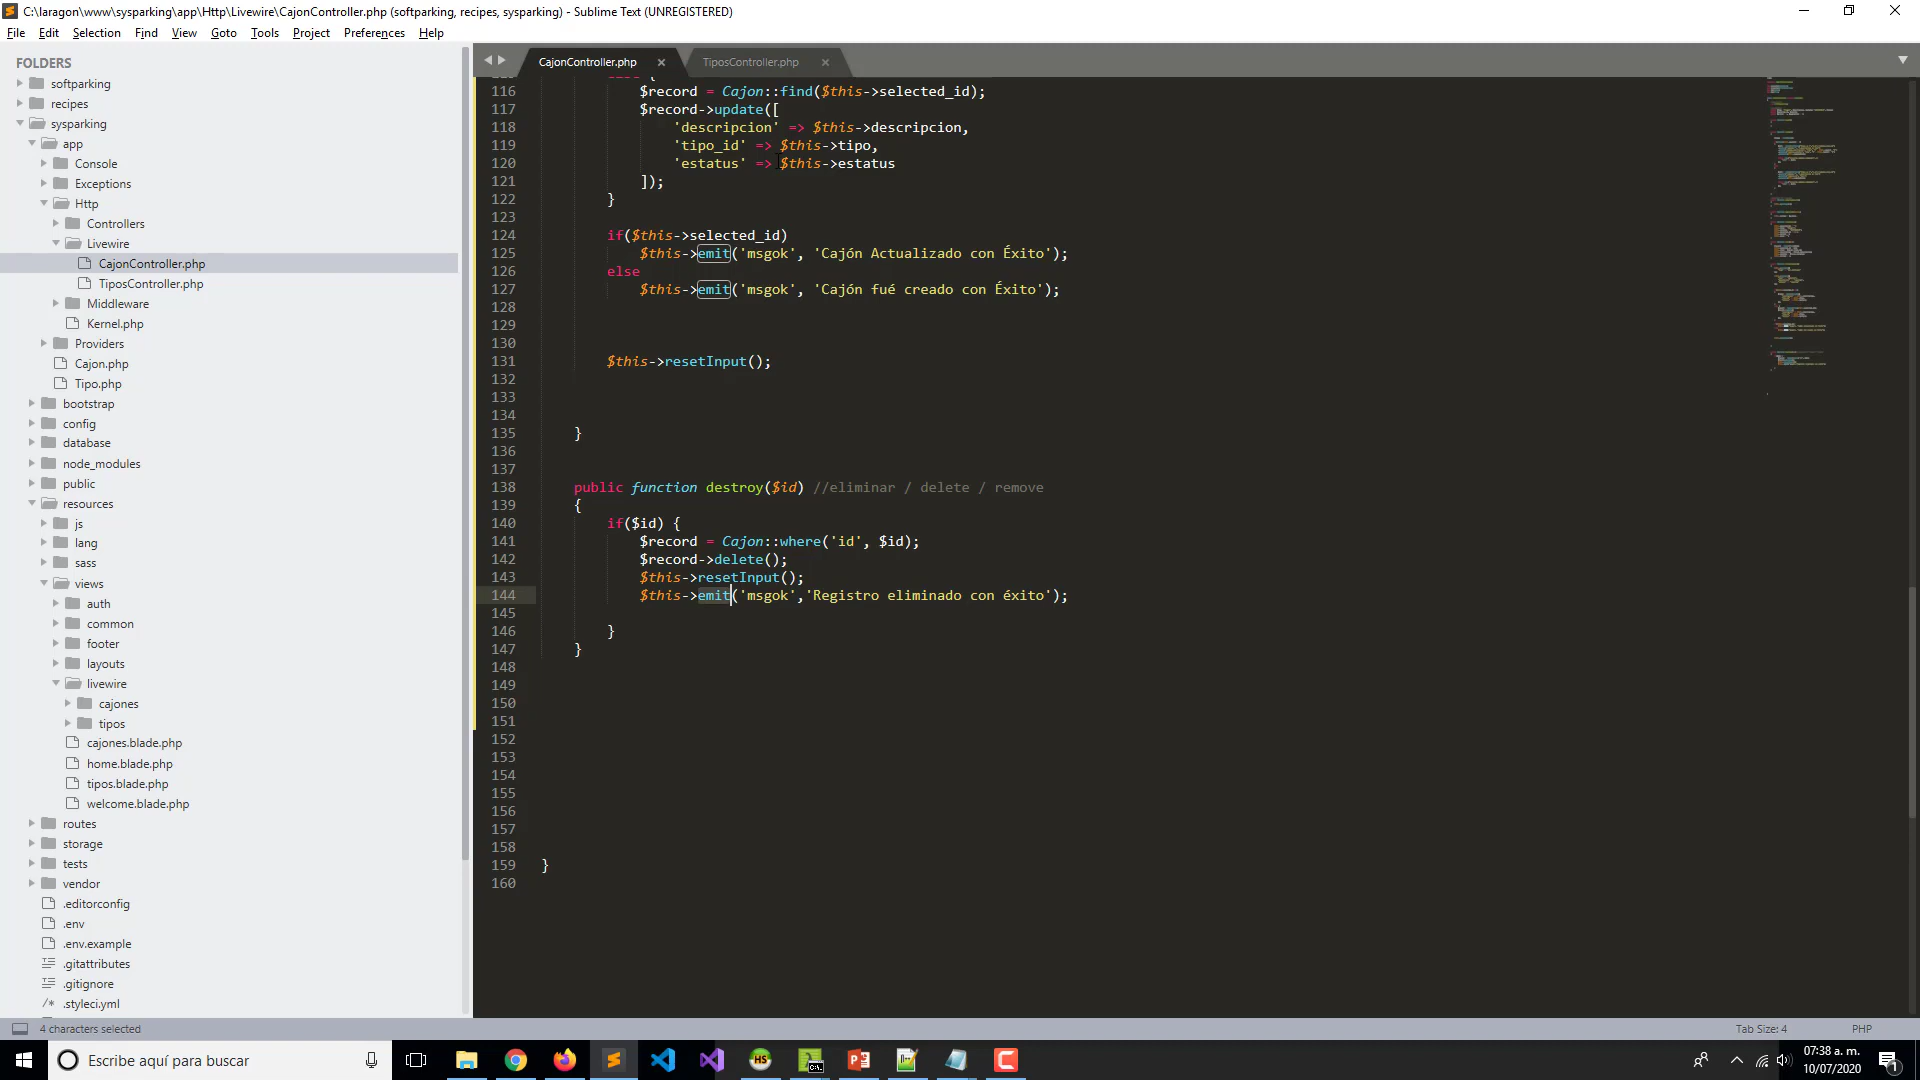 C:\laragon\www\sysparking\app\Http\Livewire\CajonController.php (softparking, recipes, sysparking) - Sublime Text (UNREGISTERED)
File Edit Selection Find View Goto Tools Project Preferences Help
FOLDERS
softparking
recipes
sysparking
app
Console
Exceptions
Http
Controllers
Livewire
CajonController.php
TiposController.php
Middleware
Kernel.php
Providers
Cajon.php
Tipo.php
bootstrap
config
database
node_modules
public
resources
js
lang
sass
views
auth
common
footer
layouts
livewire
cajones
tipos
cajones.blade.php
home.blade.php
tipos.blade.php
welcome.blade.php
routes
storage
tests
vendor
.editorconfig
.env
.env.example
.gitattributes
.gitignore
/* .styleci.yml
CajonController.php TiposController.php
116 $record = Cajon::find($this->selected_id);
117 $record->update([
118 'descripcion' => $this->descripcion,
119 'tipo_id' => $this->tipo,
120 'estatus' => $this->estatus
121 ]);
122 }
123
124 if($this->selected_id)
125 $this->emit('msgok', 'Cajón Actualizado con Éxito');
126 else
127 $this->emit('msgok', 'Cajón fué creado con Éxito');
128
129
130
131 $this->resetInput();
132
133
134
135 }
136
137
138 public function destroy($id) //eliminar / delete / remove
139 {
140 if($id) {
141 $record = Cajon::where('id', $id);
142 $record->delete();
143 $this->resetInput();
144 $this->emit('msgok','Registro eliminado con éxito');
145
146 }
147 }
148
149
150
151
152
153
154
155
156
157
158
159 }
160
4 characters selected
Tab Size: 4 PHP
Escribe aquí para buscar
07:38 a. m.
10/07/2020